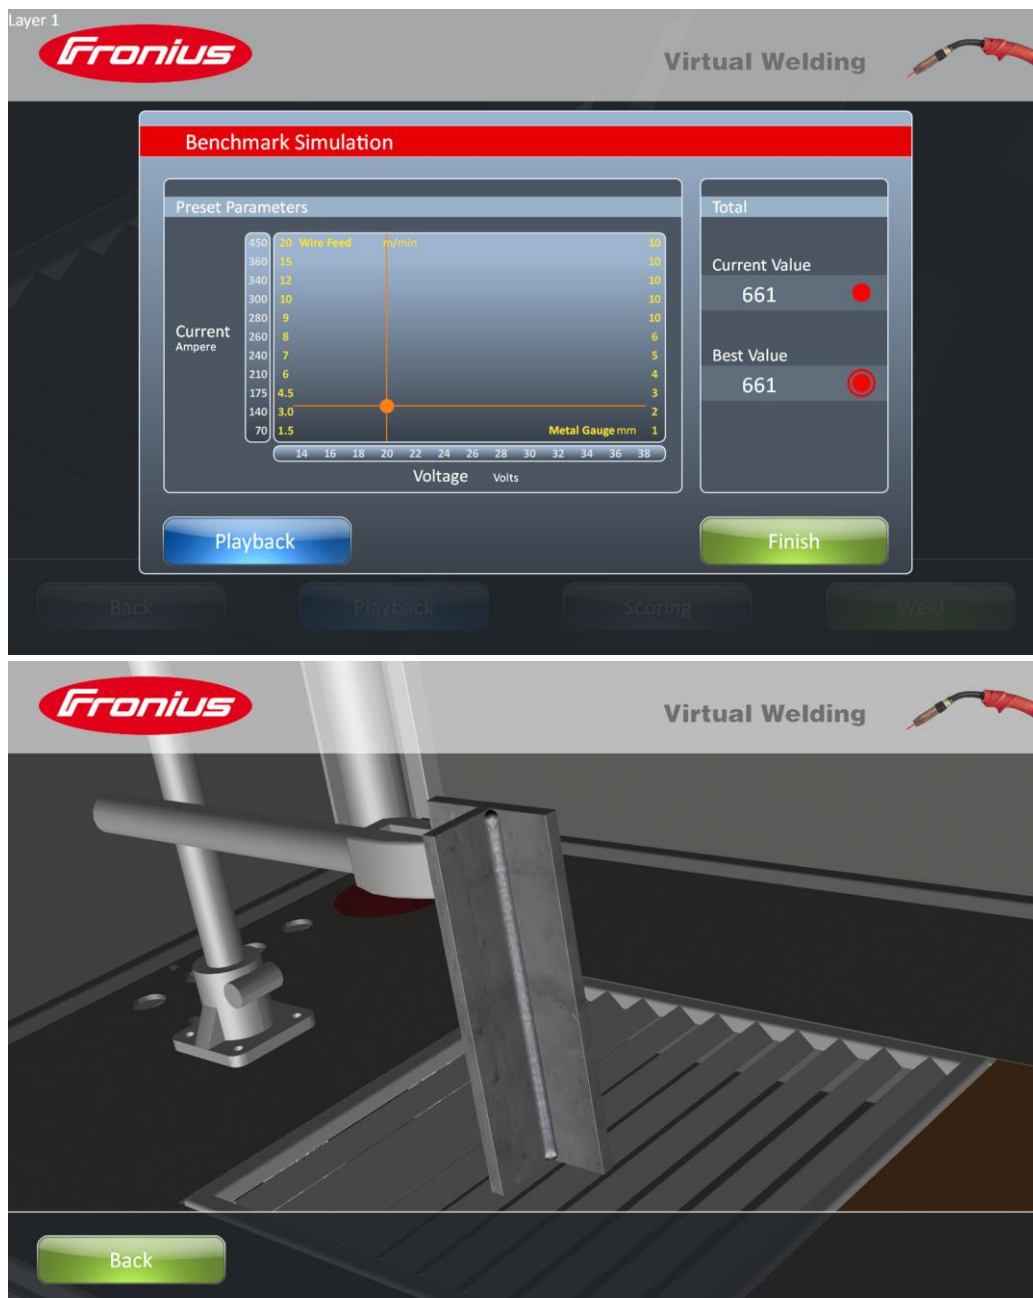 Layer 1
Fronius
Virtual Welding
Benchmark Simulation
Preset Parameters
Total
450 20 Wire Feed m/min 10
360 15 10
340 12 10
300 10 10
280 9 10
260 8 6
240 7 5
210 6 4
175 4.5 3
140 3.0 2
70 1.5 Metal Gauge mm 1
Current
Ampere
14 16 18 20 22 24 26 28 30 32 34 36 38
Voltage Volts
Current Value
661
Best Value
661
Playback
Finish
Back
Playback
Scoring
Weld
Fronius
Virtual Welding
Back